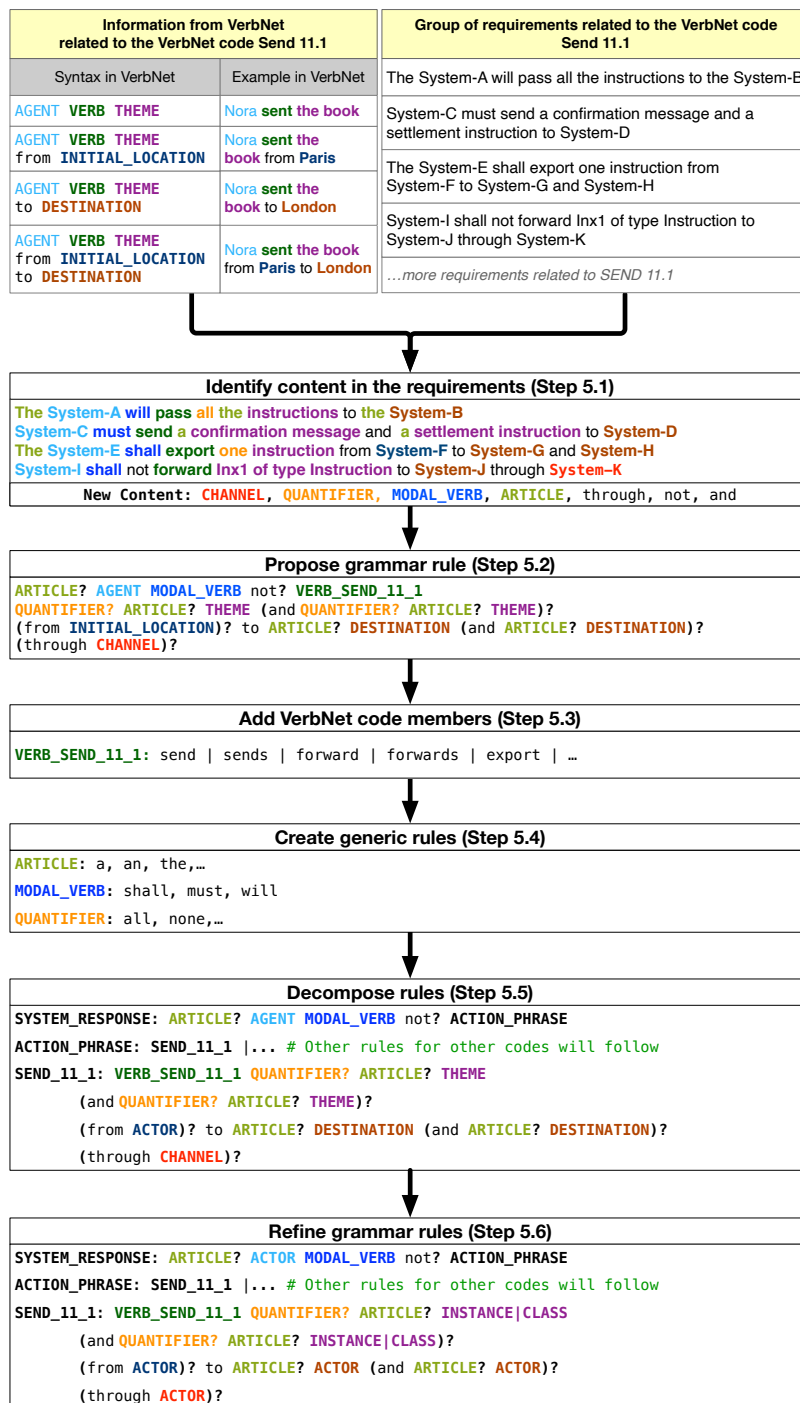 Information from VerbNet
related to the VerbNet code Send 11.1
Syntax in VerbNet
Example in VerbNet
AGENT VERB THEME
Nora sent the book
AGENT VERB THEME
from INITIAL_LOCATION
Nora sent the
book from Paris
AGENT VERB THEME
to DESTINATION
Nora sent the
book to London
AGENT VERB THEME
from INITIAL_LOCATION
to DESTINATION
Nora sent the book
from Paris to London
Group of requirements related to the VerbNet code
Send 11.1
The System-A will pass all the instructions to the System-B
System-C must send a confirmation message and a
settlement instruction to System-D
The System-E shall export one instruction from
System-F to System-G and System-H
System-I shall not forward Inx1 of type Instruction to
System-J through System-K
…more requirements related to SEND 11.1
Identify content in the requirements (Step 5.1)
The System-A will pass all the instructions to the System-B
System-C must send a confirmation message and a settlement instruction to System-D
The System-E shall export one instruction from System-F to System-G and System-H
System-I shall not forward Inx1 of type Instruction to System-J through System-K
New Content: CHANNEL, QUANTIFIER, MODAL_VERB, ARTICLE, through, not, and
Propose grammar rule (Step 5.2)
ARTICLE? AGENT MODAL_VERB not? VERB_SEND_11_1
QUANTIFIER? ARTICLE? THEME (and QUANTIFIER? ARTICLE? THEME)?
(from INITIAL_LOCATION)? to ARTICLE? DESTINATION (and ARTICLE? DESTINATION)?
(through CHANNEL)?
Add VerbNet code members (Step 5.3)
VERB_SEND_11_1: send | sends | forward | forwards | export | …
Create generic rules (Step 5.4)
ARTICLE: a, an, the,…
MODAL_VERB: shall, must, will
QUANTIFIER: all, none,…
Decompose rules (Step 5.5)
SYSTEM_RESPONSE: ARTICLE? AGENT MODAL_VERB not? ACTION_PHRASE
ACTION_PHRASE: SEND_11_1 |... # Other rules for other codes will follow
SEND_11_1: VERB_SEND_11_1 QUANTIFIER? ARTICLE? THEME
(and QUANTIFIER? ARTICLE? THEME)?
(from ACTOR)? to ARTICLE? DESTINATION (and ARTICLE? DESTINATION)?
(through CHANNEL)?
Refine grammar rules (Step 5.6)
SYSTEM_RESPONSE: ARTICLE? ACTOR MODAL_VERB not? ACTION_PHRASE
ACTION_PHRASE: SEND_11_1 |... # Other rules for other codes will follow
SEND_11_1: VERB_SEND_11_1 QUANTIFIER? ARTICLE? INSTANCE|CLASS
(and QUANTIFIER? ARTICLE? INSTANCE|CLASS)?
(from ACTOR)? to ARTICLE? ACTOR (and ARTICLE? ACTOR)?
(through ACTOR)?